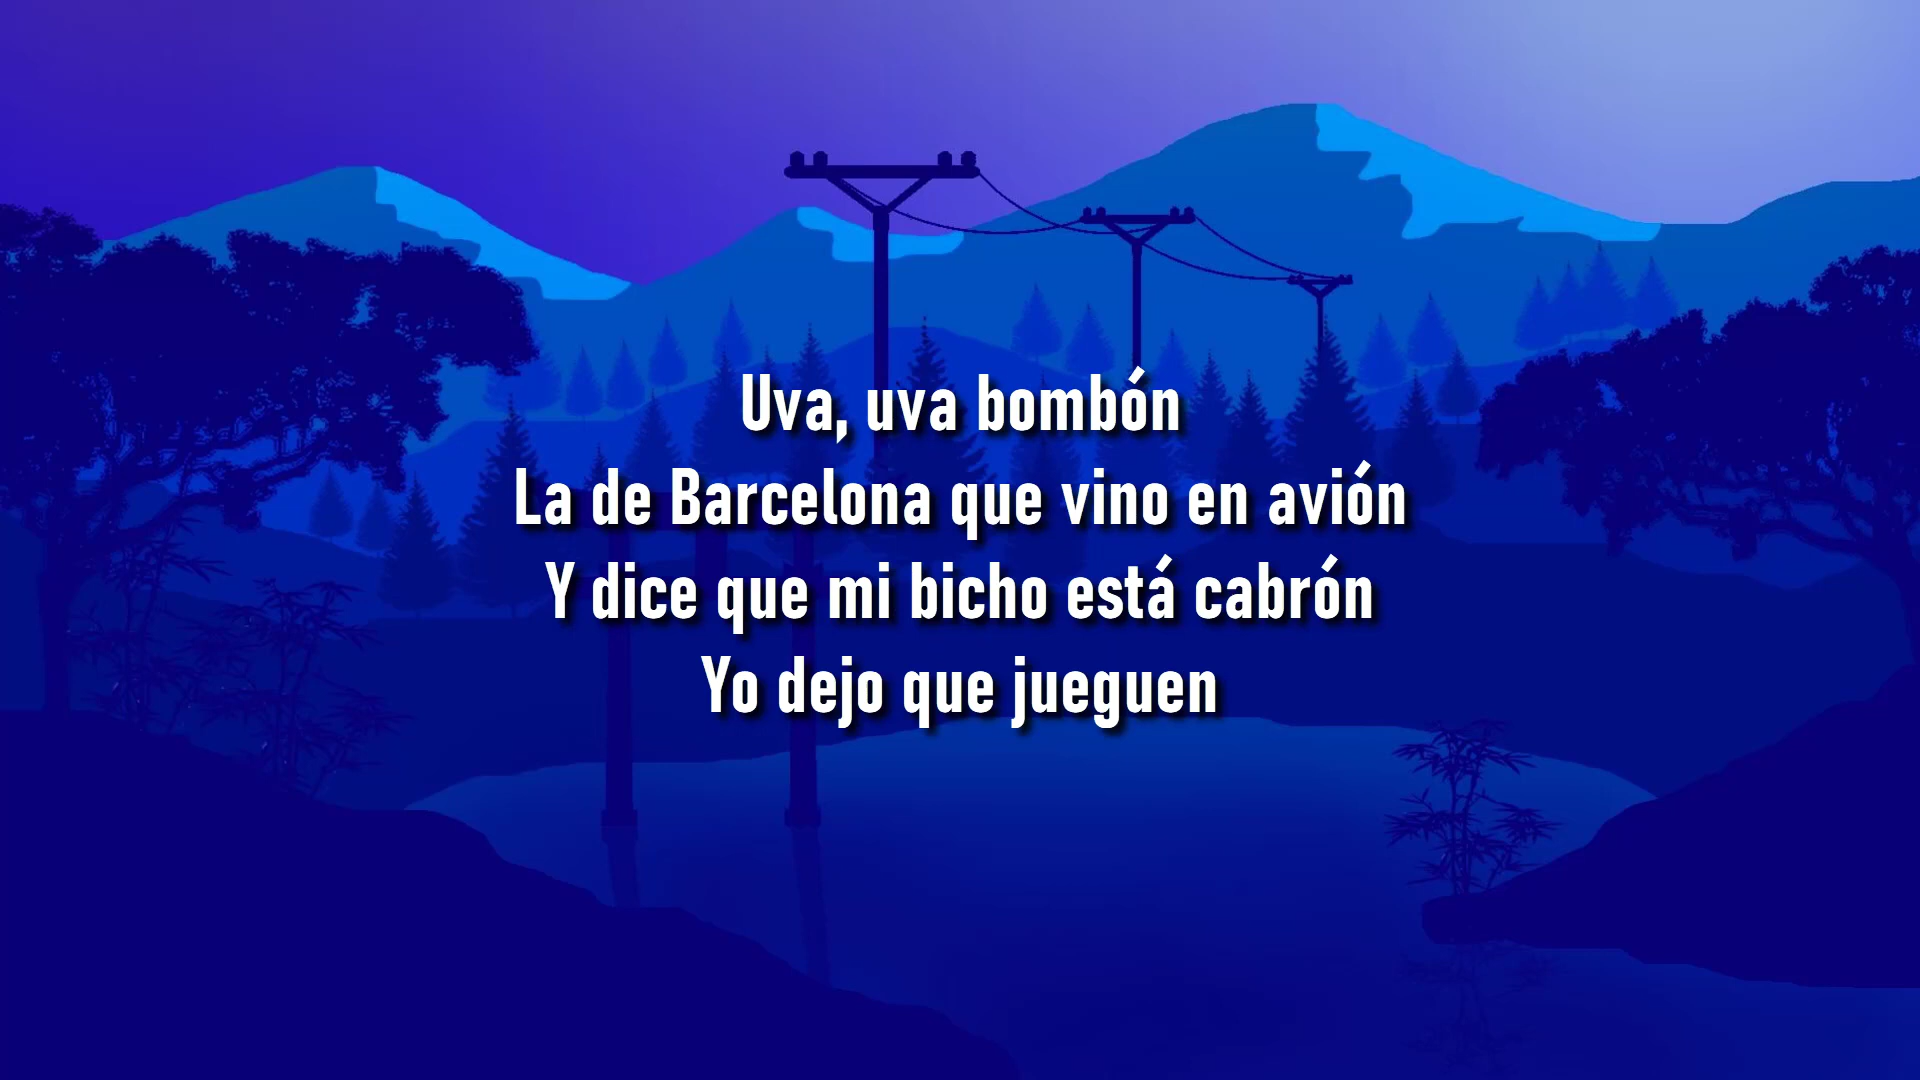 Uva, uva bombón
La de Barcelona que vino en avión
Y dice que mi bicho está cabrón
Yo dejo que jueguen